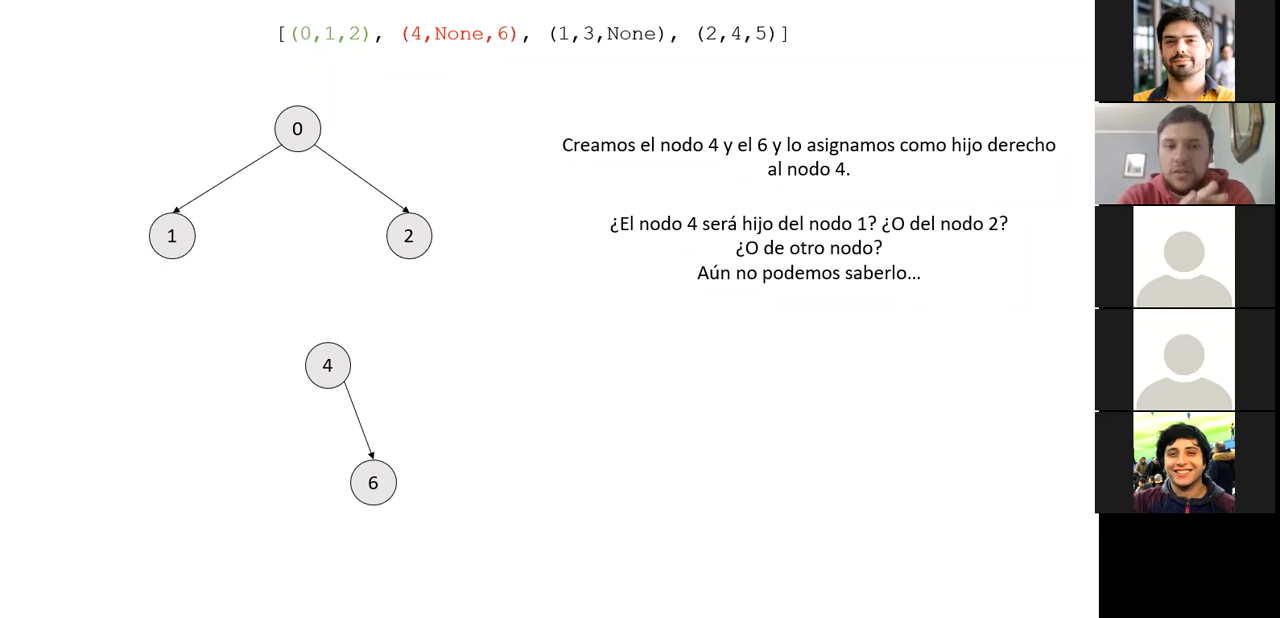 [(0,1,2), (4,None,6), (1,3,None), (2,4,5)]
0
Creamos el nodo 4 y el 6 y lo asignamos como hijo derecho
al nodo 4.
1
2
¿El nodo 4 será hijo del nodo 1? ¿O del nodo 2?
¿O de otro nodo?
Aún no podemos saberlo...
4
6